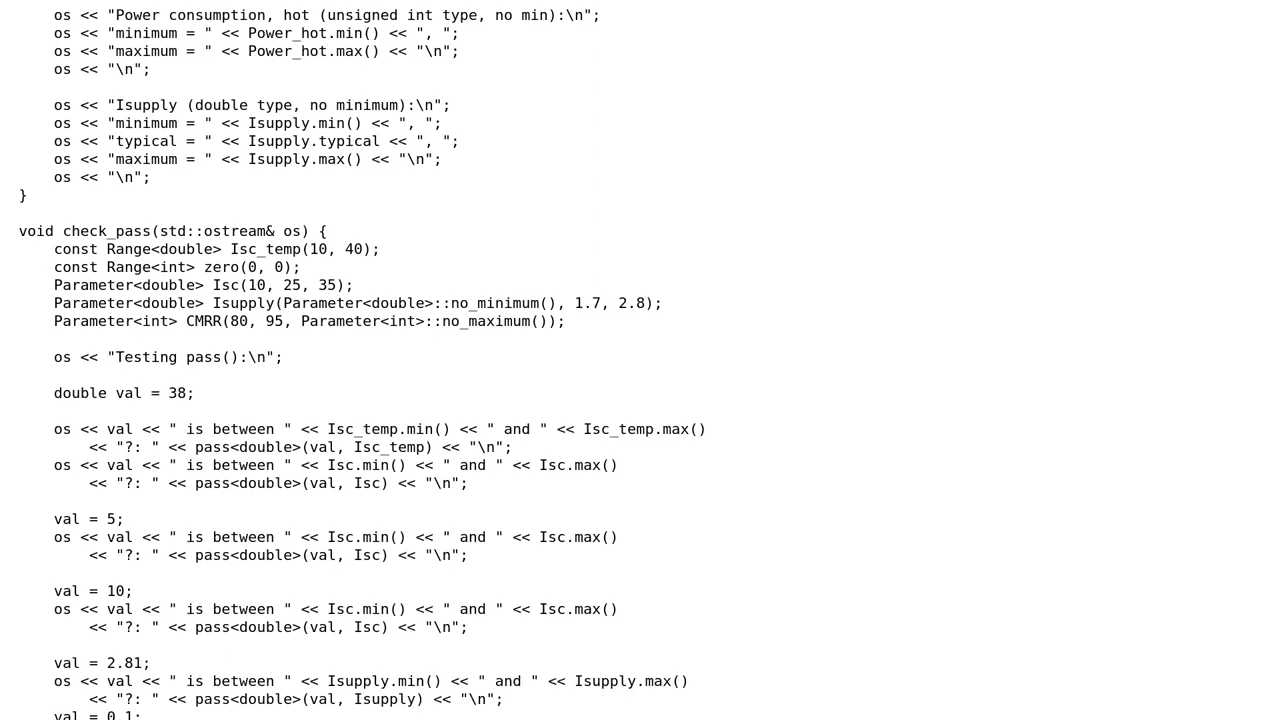 os << "Power consumption, hot (unsigned int type, no min):\n";
    os << "minimum = " << Power_hot.min() << ", ";
    os << "maximum = " << Power_hot.max() << "\n";
    os << "\n";

    os << "Isupply (double type, no minimum):\n";
    os << "minimum = " << Isupply.min() << ", ";
    os << "typical = " << Isupply.typical << ", ";
    os << "maximum = " << Isupply.max() << "\n";
    os << "\n";
}

void check_pass(std::ostream& os) {
    const Range<double> Isc_temp(10, 40);
    const Range<int> zero(0, 0);
    Parameter<double> Isc(10, 25, 35);
    Parameter<double> Isupply(Parameter<double>::no_minimum(), 1.7, 2.8);
    Parameter<int> CMRR(80, 95, Parameter<int>::no_maximum());

    os << "Testing pass():\n";

    double val = 38;

    os << val << " is between " << Isc_temp.min() << " and " << Isc_temp.max()
        << "?: " << pass<double>(val, Isc_temp) << "\n";
    os << val << " is between " << Isc.min() << " and " << Isc.max()
        << "?: " << pass<double>(val, Isc) << "\n";

    val = 5;
    os << val << " is between " << Isc.min() << " and " << Isc.max()
        << "?: " << pass<double>(val, Isc) << "\n";

    val = 10;
    os << val << " is between " << Isc.min() << " and " << Isc.max()
        << "?: " << pass<double>(val, Isc) << "\n";

    val = 2.81;
    os << val << " is between " << Isupply.min() << " and " << Isupply.max()
        << "?: " << pass<double>(val, Isupply) << "\n";
    val = 0.1;